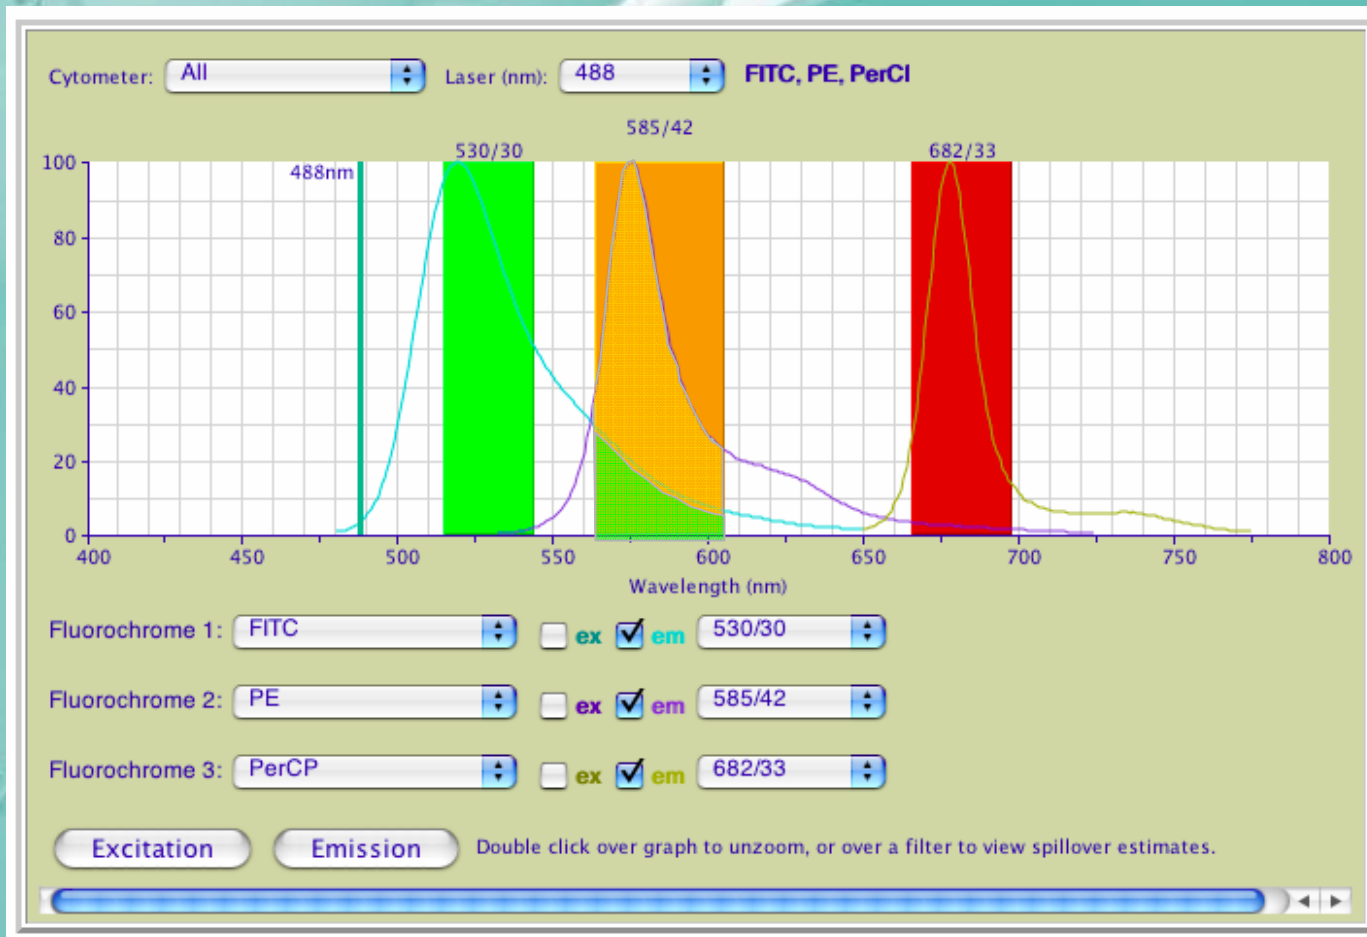 Cytometer: All Laser (nm): 488 FITC, PE, PerCl
585/42
530/30 682/33
488nm
100
80
60
40
20
0
400 450 500 550 600 650 700 750 800
Wavelength (nm)
Fluorochrome 1: FITC ex em 530/30
Fluorochrome 2: PE ex em 585/42
Fluorochrome 3: PerCP ex em 682/33
Excitation Emission Double click over graph to unzoom, or over a filter to view spillover estimates.